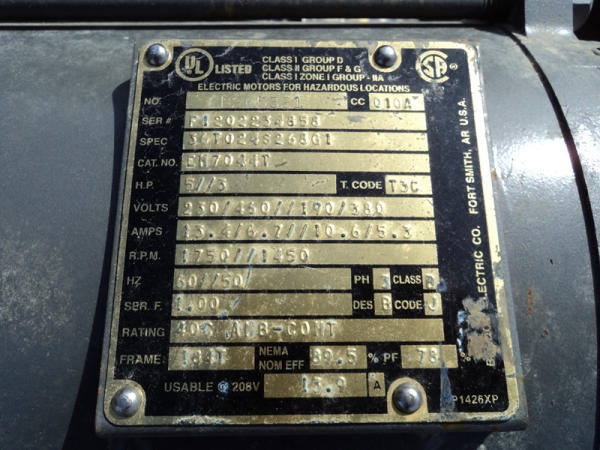 UL LISTED CLASS I GROUP D
CLASS II GROUP F & G
CLASS I ZONE I GROUP - IIA
ELECTRIC MOTORS FOR HAZARDOUS LOCATIONS
NO. CC 010A
SER # F1202234858
SPEC 36T024S268G1
CAT. NO. EM7044T
H.P. 5//3 T. CODE T3C
VOLTS 230/460//190/380
AMPS 13.4/6.7//10.6/5.3
R.P.M. 1750//1450
HZ 60//50 PH 3 CLASS
SER. F. 1.00 DES B CODE J
RATING 40C AMB-CONT
FRAME 184T NEMA NOM EFF 89.5 % PF 78
USABLE @ 208V 13.9 A
P1426XP
ELECTRIC CO. FORT SMITH, AR U.S.A.